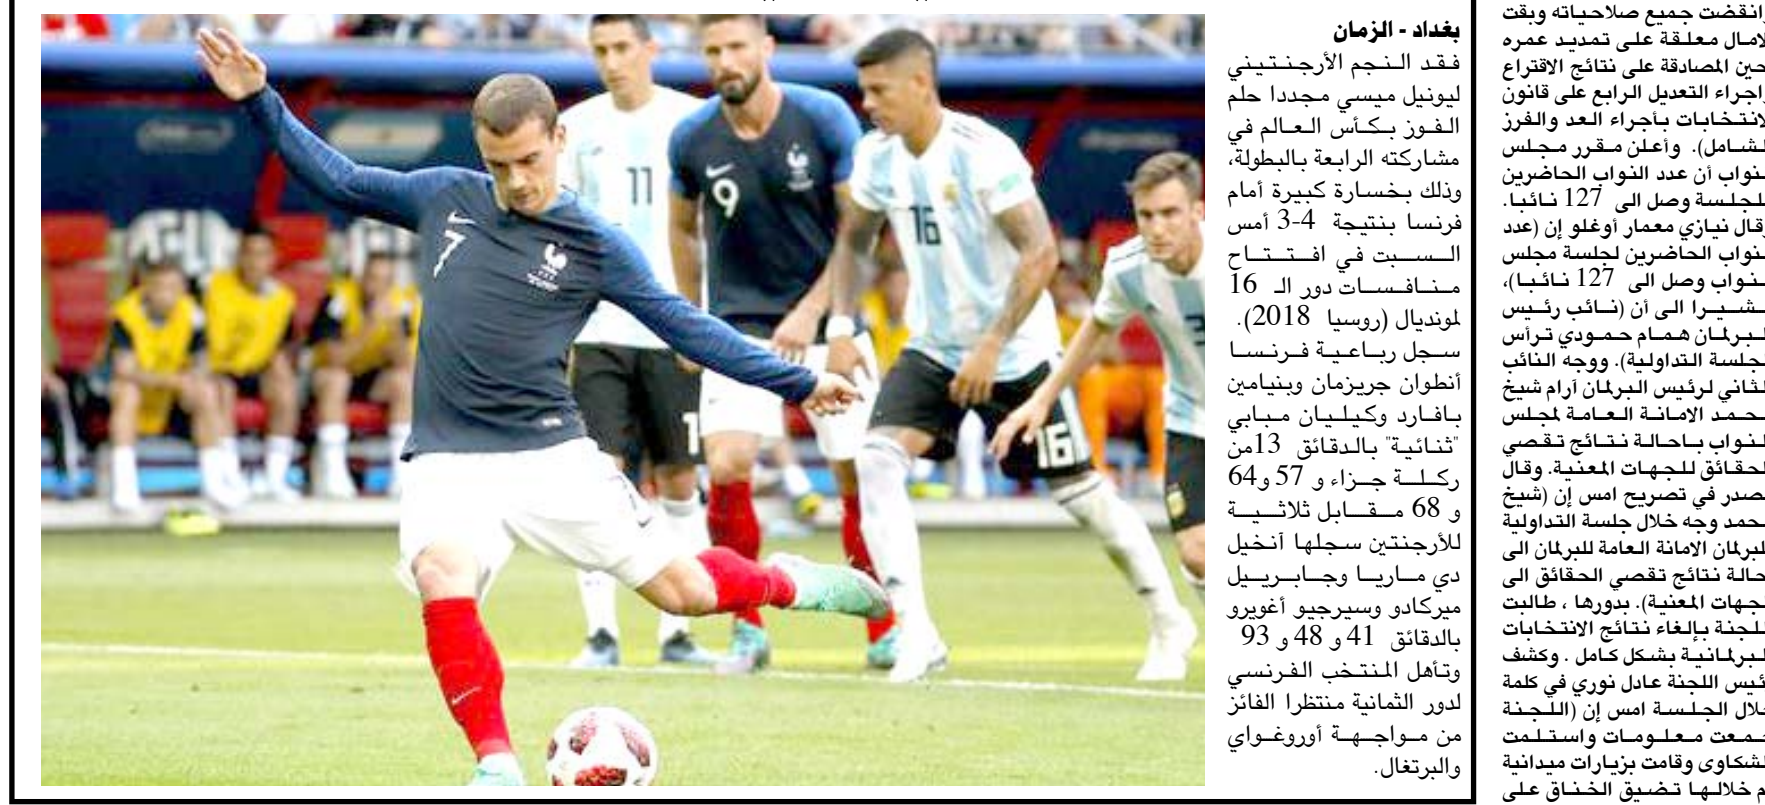 وانقضت جميع صلاحياته وبقت
الامال معلقة على تمديد عمره
لحين المصادقة على نتائج الاقتراع
واجراء التعديل الرابع على قانون
الانتخابات بأجراء العد والفرز
الشامل). وأعلن مقرر مجلس
النواب أن عدد النواب الحاضرين
للجلسة وصل الى 127 نائبا.
وقال نيازي معمار أوغلو إن (عدد
النواب الحاضرين لجلسة مجلس
النواب وصل الى 127 نائبا)،
مشيرا الى أن (نائب رئيس
البرلمان همام حمودي ترأس
الجلسة التداولية). ووجه النائب
الثاني لرئيس البرلمان آرام شيخ
محمد الامانة العامة لمجلس
النواب باحالة نتائج تقصي
الحقائق للجهات المعنية. وقال
مصدر في تصريح امس إن (شيخ
محمد وجه خلال جلسة التداولية
للبرلمان الامانة العامة للبرلمان الى
احالة نتائج تقصي الحقائق الى
الجهات المعنية). بدورها ، طالبت
اللجنة بإلغاء نتائج الانتخابات
البرلمانية بشكل كامل . وكشف
رئيس اللجنة عادل نوري في كلمة
خلال الجلسة امس إن (اللجنة
جمعت معلومات واستلمت
الشكاوى وقامت بزيارات ميدانية
تم خلالها تضيق الخناق على
بغداد - الزمان
فقد النجم الأرجنتيني
ليونيل ميسي مجددا حلم
الفوز بكأس العالم في
مشاركته الرابعة بالبطولة،
وذلك بخسارة كبيرة أمام
فرنسا بنتيجة 4-3 أمس
السبت في افتتاح
منافسات دور الـ 16
لمونديال (روسيا 2018).
سجل رباعية فرنسا
أنطوان جريزمان وبنيامين
بافارد وكيليان مبابي
"ثنائية" بالدقائق 13من
ركلة جزاء و 57 و64
و 68 مقابل ثلاثية
للأرجنتين سجلها آنخيل
دي ماريا وجابرييل
ميركادو وسيرجيو أغويرو
بالدقائق 41 و 48 و 93
وتأهل المنتخب الفرنسي
لدور الثمانية منتظرا الفائز
من مواجهة أوروغواي
والبرتغال.
11
9
16
7
16